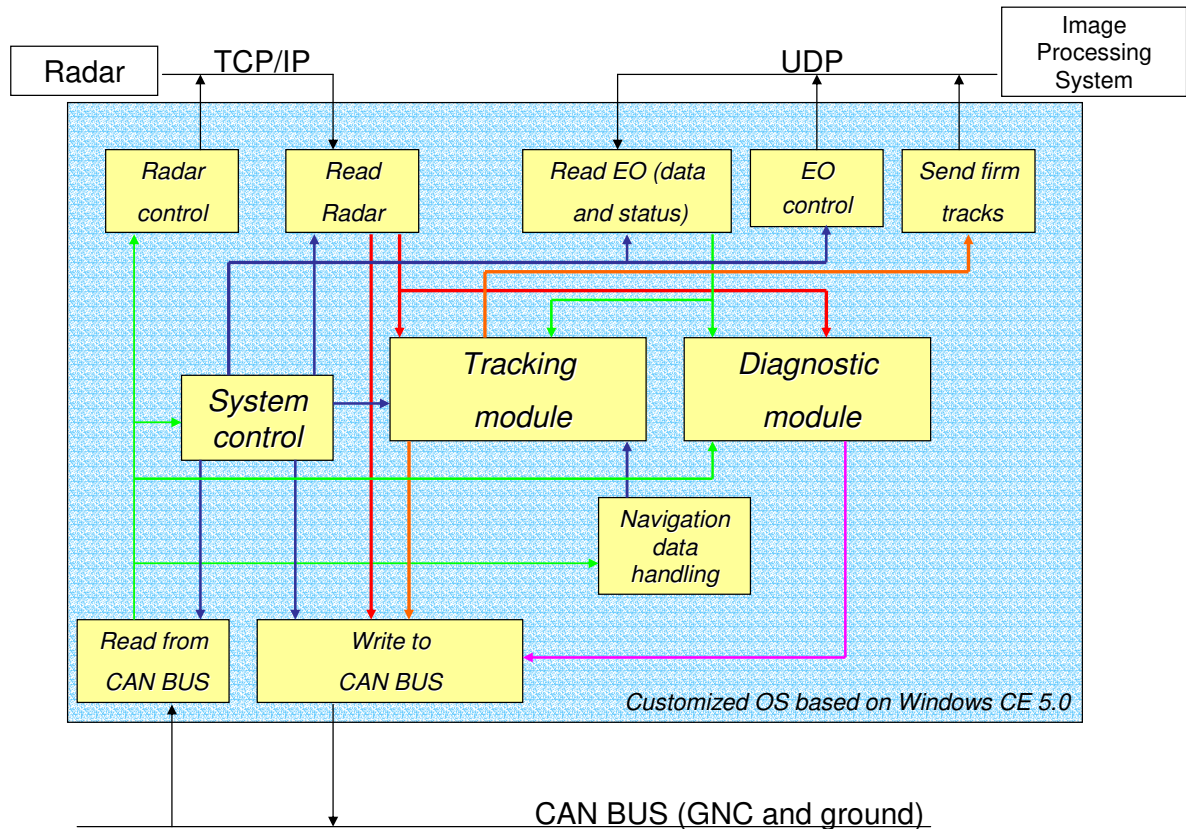 Radar
TCP/IP
UDP
Image
Processing
System
Radar
control
Read
Radar
Read EO (data
and status)
EO
control
Send firm
tracks
System
control
Tracking
module
Diagnostic
module
Navigation
data
handling
Read from
CAN BUS
Write to
CAN BUS
Customized OS based on Windows CE 5.0
CAN BUS (GNC and ground)